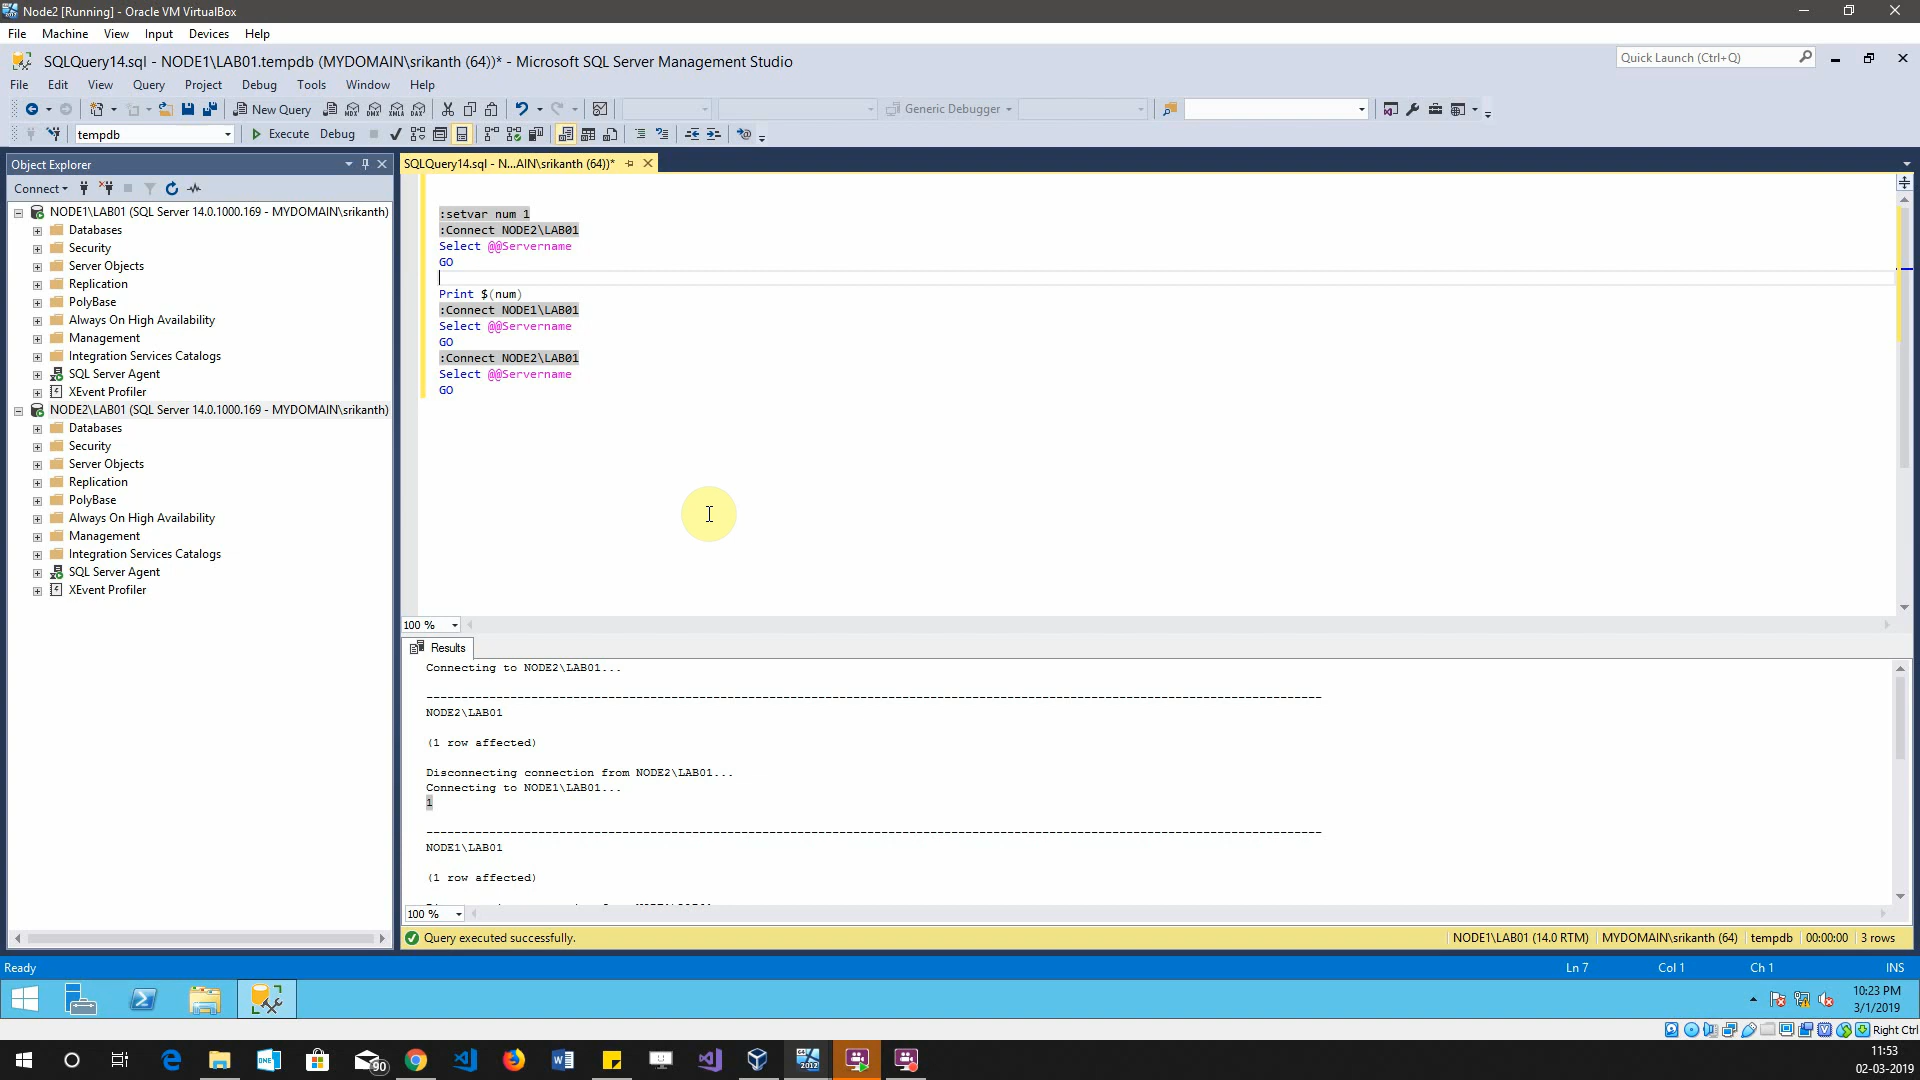 Node2 [Running] - Oracle VM VirtualBox
File Machine View Input Devices Help
SQLQuery14.sql - NODE1\LAB01.tempdb (MYDOMAIN\srikanth (64))* - Microsoft SQL Server Management Studio
Quick Launch (Ctrl+Q)
File Edit View Query Project Debug Tools Window Help
New Query
MDX DMX XMLA DAX
Generic Debugger
tempdb
Execute Debug
Object Explorer
SQLQuery14.sql - N...AIN\srikanth (64))*
Connect
NODE1\LAB01 (SQL Server 14.0.1000.169 - MYDOMAIN\srikanth)
Databases
Security
Server Objects
Replication
PolyBase
Always On High Availability
Management
Integration Services Catalogs
SQL Server Agent
XEvent Profiler
NODE2\LAB01 (SQL Server 14.0.1000.169 - MYDOMAIN\srikanth)
Databases
Security
Server Objects
Replication
PolyBase
Always On High Availability
Management
Integration Services Catalogs
SQL Server Agent
XEvent Profiler
:setvar num 1
:Connect NODE2\LAB01
Select @@Servername
GO
Print $(num)
:Connect NODE1\LAB01
Select @@Servername
GO
:Connect NODE2\LAB01
Select @@Servername
GO
100 %
Results
Connecting to NODE2\LAB01...
NODE2\LAB01
(1 row affected)
Disconnecting connection from NODE2\LAB01...
Connecting to NODE1\LAB01...
1
NODE1\LAB01
(1 row affected)
100 %
Query executed successfully.
NODE1\LAB01 (14.0 RTM) MYDOMAIN\srikanth (64) tempdb 00:00:00 3 rows
Ready
Ln 7 Col 1 Ch 1 INS
10:23 PM
3/1/2019
Right Ctrl
90
2012
11:53
02-03-2019